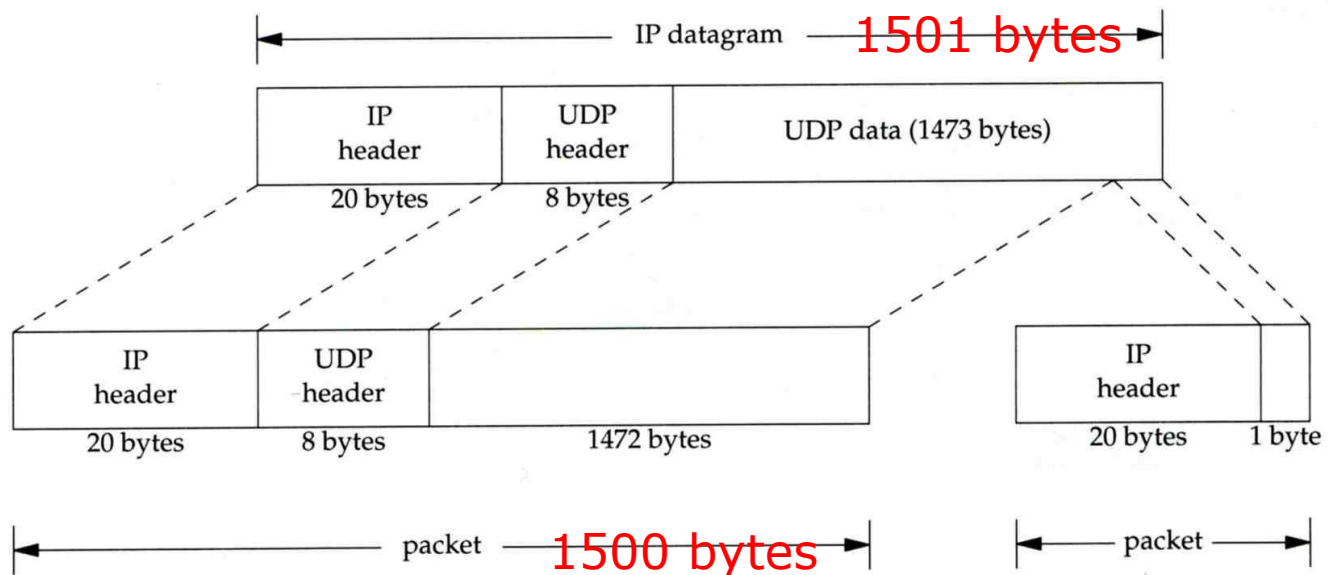 IP datagram 1501 bytes
IP
header
UDP
header
UDP data (1473 bytes)
20 bytes
8 bytes
IP
header
UDP
header
IP
header
20 bytes
8 bytes
1472 bytes
20 bytes
1 byte
packet 1500 bytes
packet